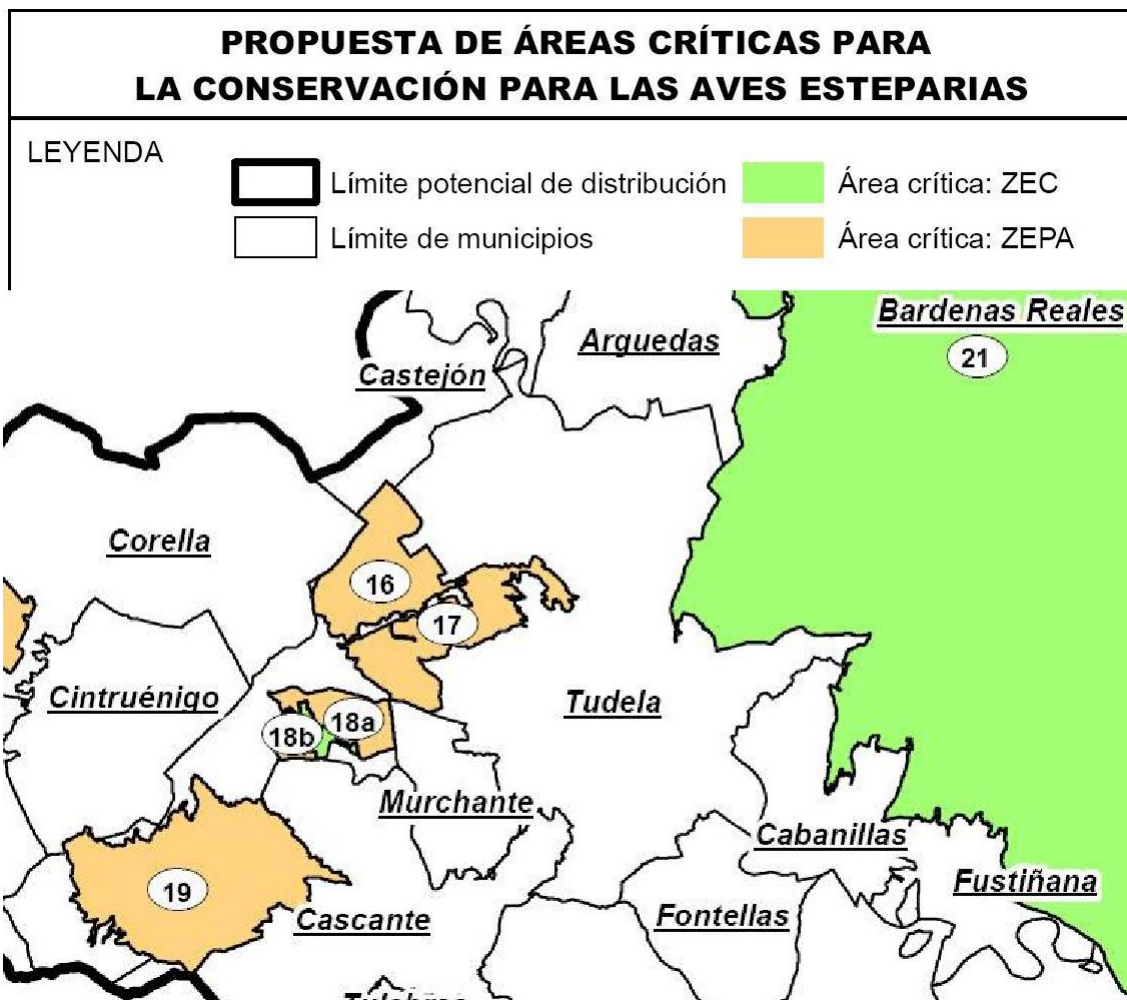 PROPUESTA DE ÁREAS CRÍTICAS PARA
LA CONSERVACIÓN PARA LAS AVES ESTEPARIAS
LEYENDA
Límite potencial de distribución
Área crítica: ZEC
Límite de municipios
Área crítica: ZEPA
Bardenas Reales
21
Arguedas
Castejón
Corella
16
17
Cintruénigo
Tudela
18a
18b
Murchante
Cabanillas
19
Fustiñana
Cascante
Fontellas